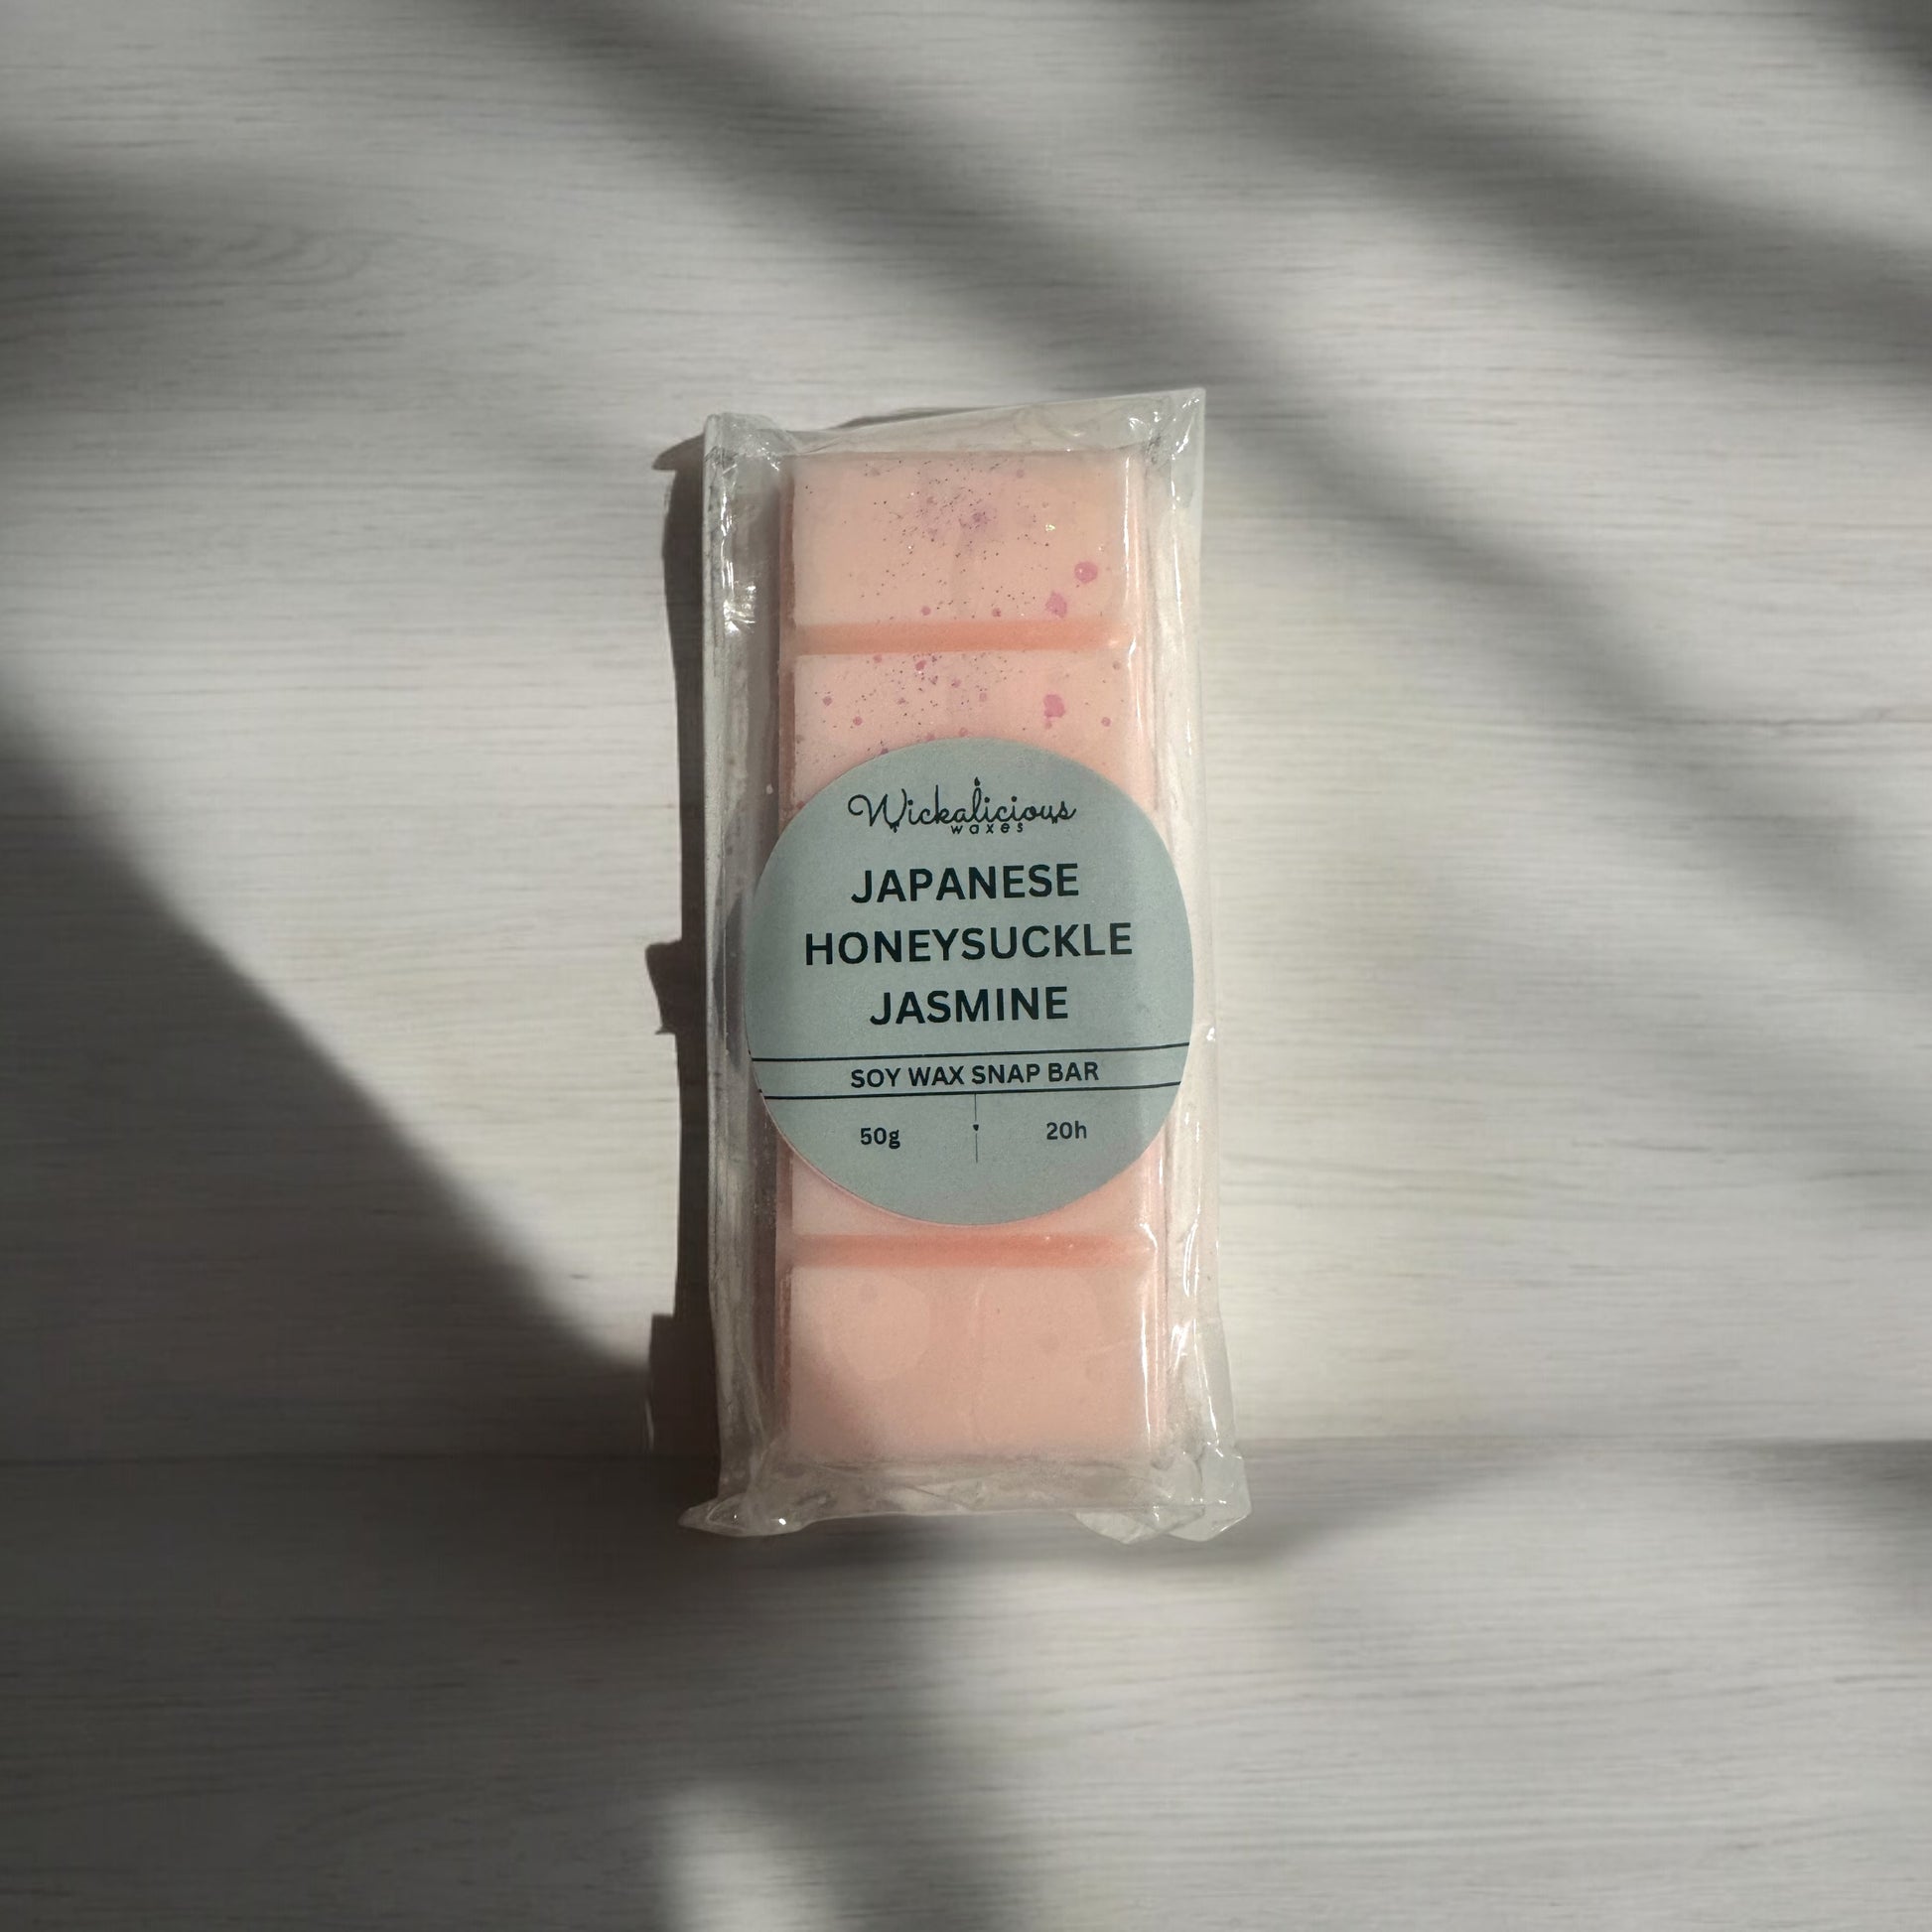 Wickalicious
waxes
JAPANESE
HONEYSUCKLE
JASMINE
SOY WAX SNAP BAR
50g 20h